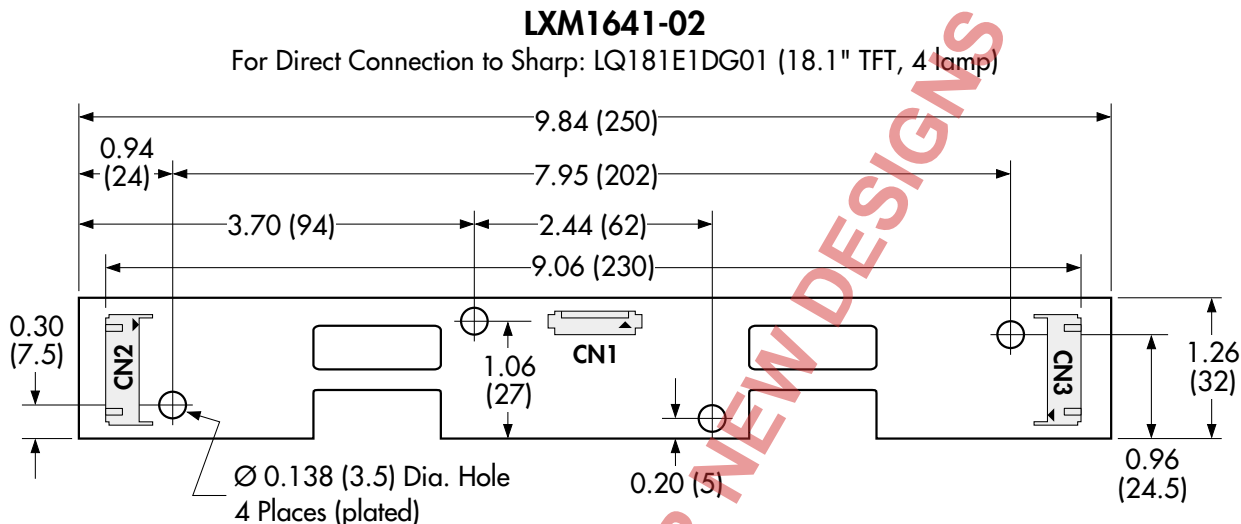 LXM1641-02
For Direct Connection to Sharp: LQ181E1DG01 (18.1" TFT, 4 lamp)
9.84 (250)
0.94
(24)
7.95 (202)
3.70 (94)
2.44 (62)
9.06 (230)
0.30
(7.5)
CN2
1.06
(27)
CN1
CN3
1.26
(32)
0.20 (5)
0.96
(24.5)
Ø 0.138 (3.5) Dia. Hole
4 Places (plated)
NEW DESIGNS